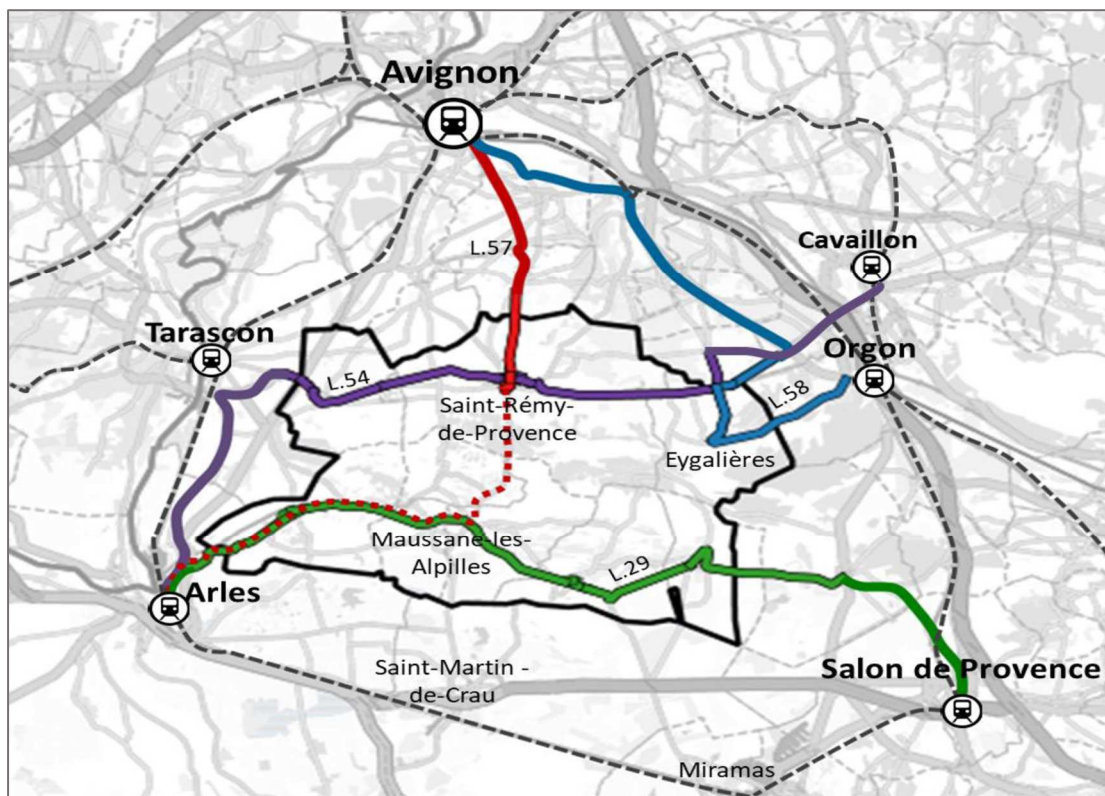 Avignon
L.57
Cavaillon
Tarascon
Orgon
L.54
L.58
Saint-Rémy-
de-Provence
Eygalières
Maussane-les-
Alpilles
L.29
Arles
Saint-Martin -
de-Crau
Salon de Provence
Miramas